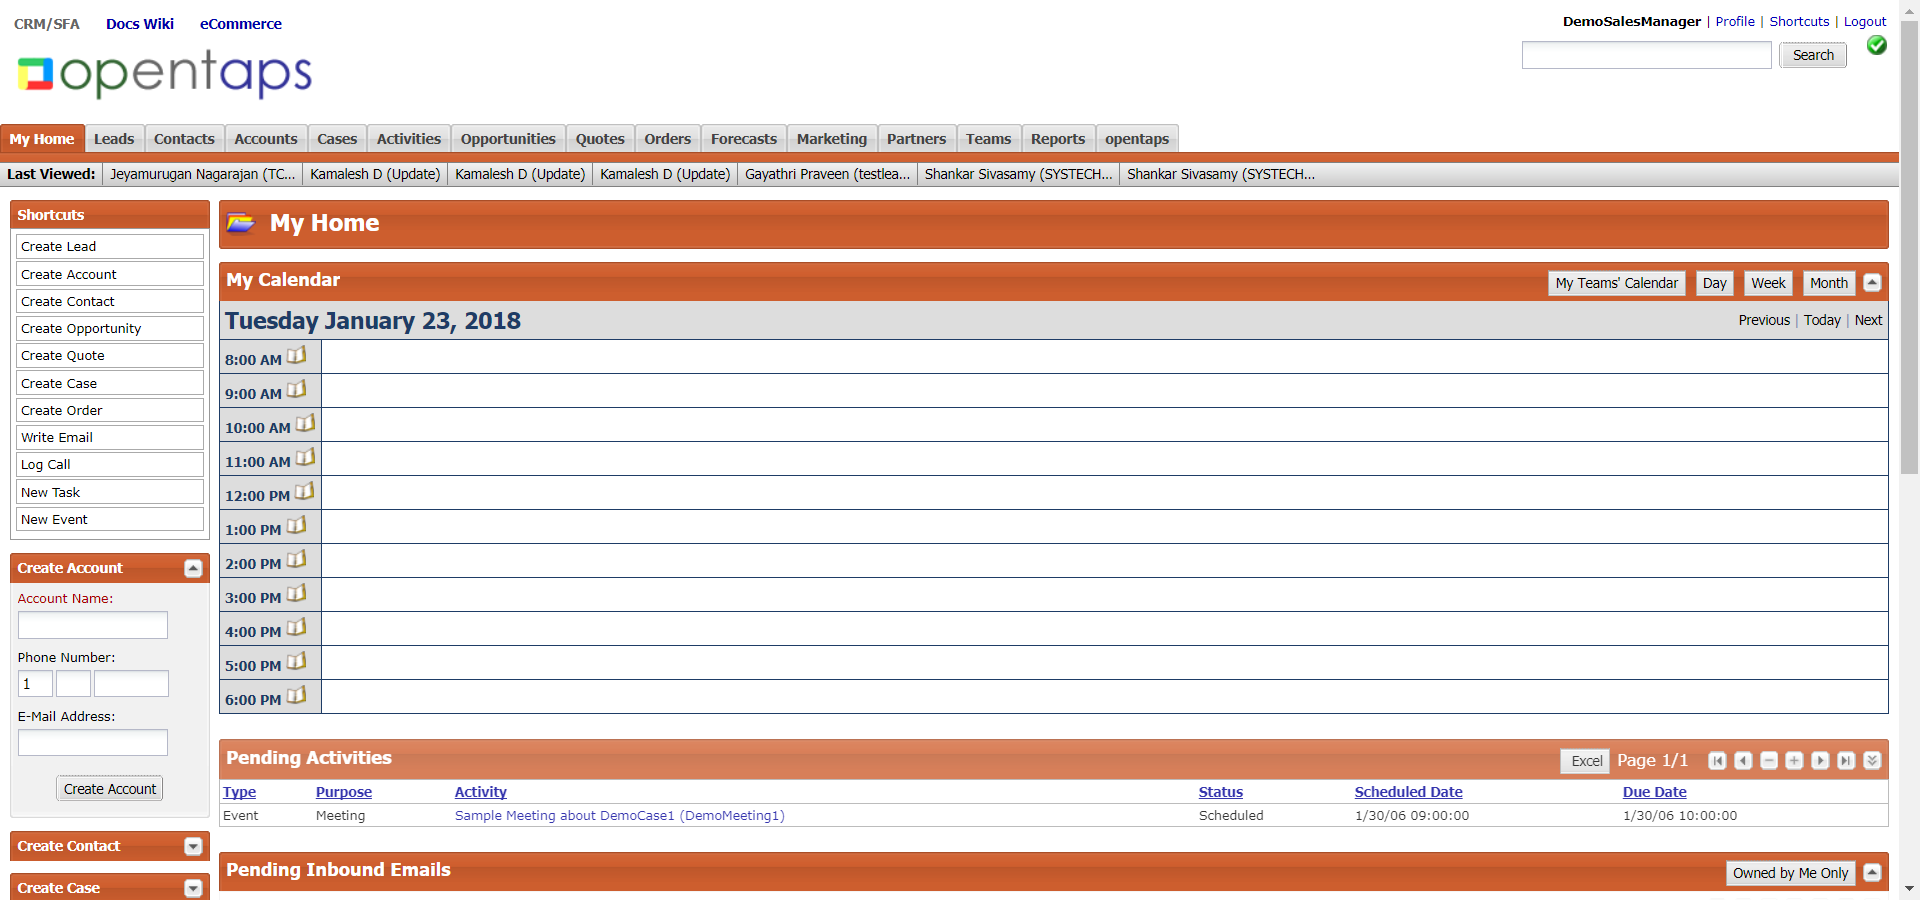 CRM/SFA Docs Wiki eCommerce
DemoSalesManager | Profile | Shortcuts | Logout
opentaps
Search
My Home Leads Contacts Accounts Cases Activities Opportunities Quotes Orders Forecasts Marketing Partners Teams Reports opentaps
Last Viewed: Jeyamurugan Nagarajan (TC... Kamalesh D (Update) Kamalesh D (Update) Kamalesh D (Update) Gayathri Praveen (testlea... Shankar Sivasamy (SYSTECH... Shankar Sivasamy (SYSTECH...
Shortcuts
Create Lead
Create Account
Create Contact
Create Opportunity
Create Quote
Create Case
Create Order
Write Email
Log Call
New Task
New Event
Create Account
Account Name:
Phone Number:
1
E-Mail Address:
Create Account
Create Contact
Create Case
My Home
My Calendar
My Teams' Calendar Day Week Month
Tuesday January 23, 2018
Previous | Today | Next
8:00 AM
9:00 AM
10:00 AM
11:00 AM
12:00 PM
1:00 PM
2:00 PM
3:00 PM
4:00 PM
5:00 PM
6:00 PM
Pending Activities
Excel Page 1/1
Type Purpose Activity Status Scheduled Date Due Date
Event Meeting Sample Meeting about DemoCase1 (DemoMeeting1) Scheduled 1/30/06 09:00:00 1/30/06 10:00:00
Pending Inbound Emails
Owned by Me Only